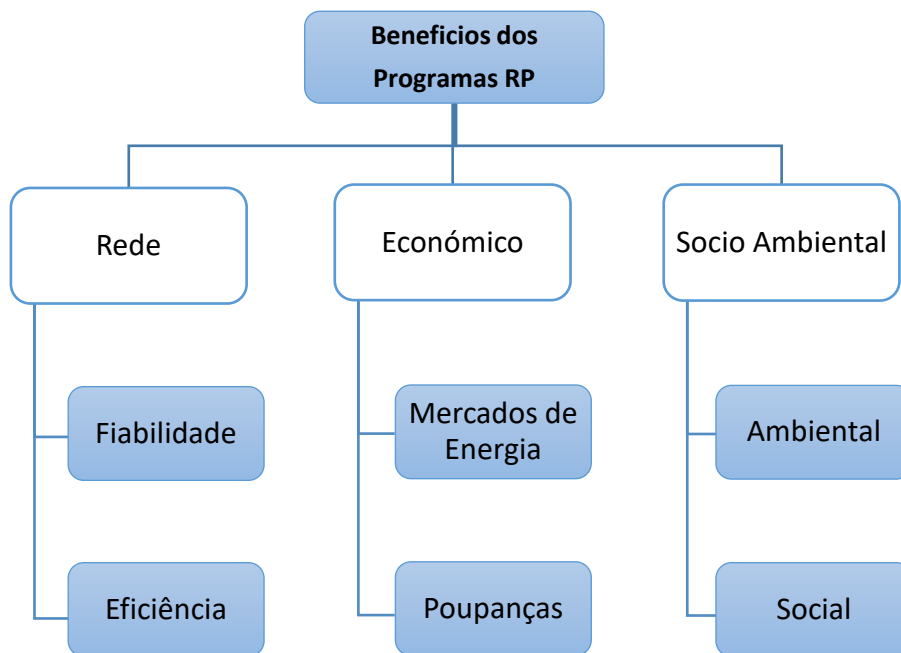 Beneficios dos
Programas RP
Rede
Económico
Socio Ambiental
Fiabilidade
Mercados de
Energia
Ambiental
Eficiência
Poupanças
Social